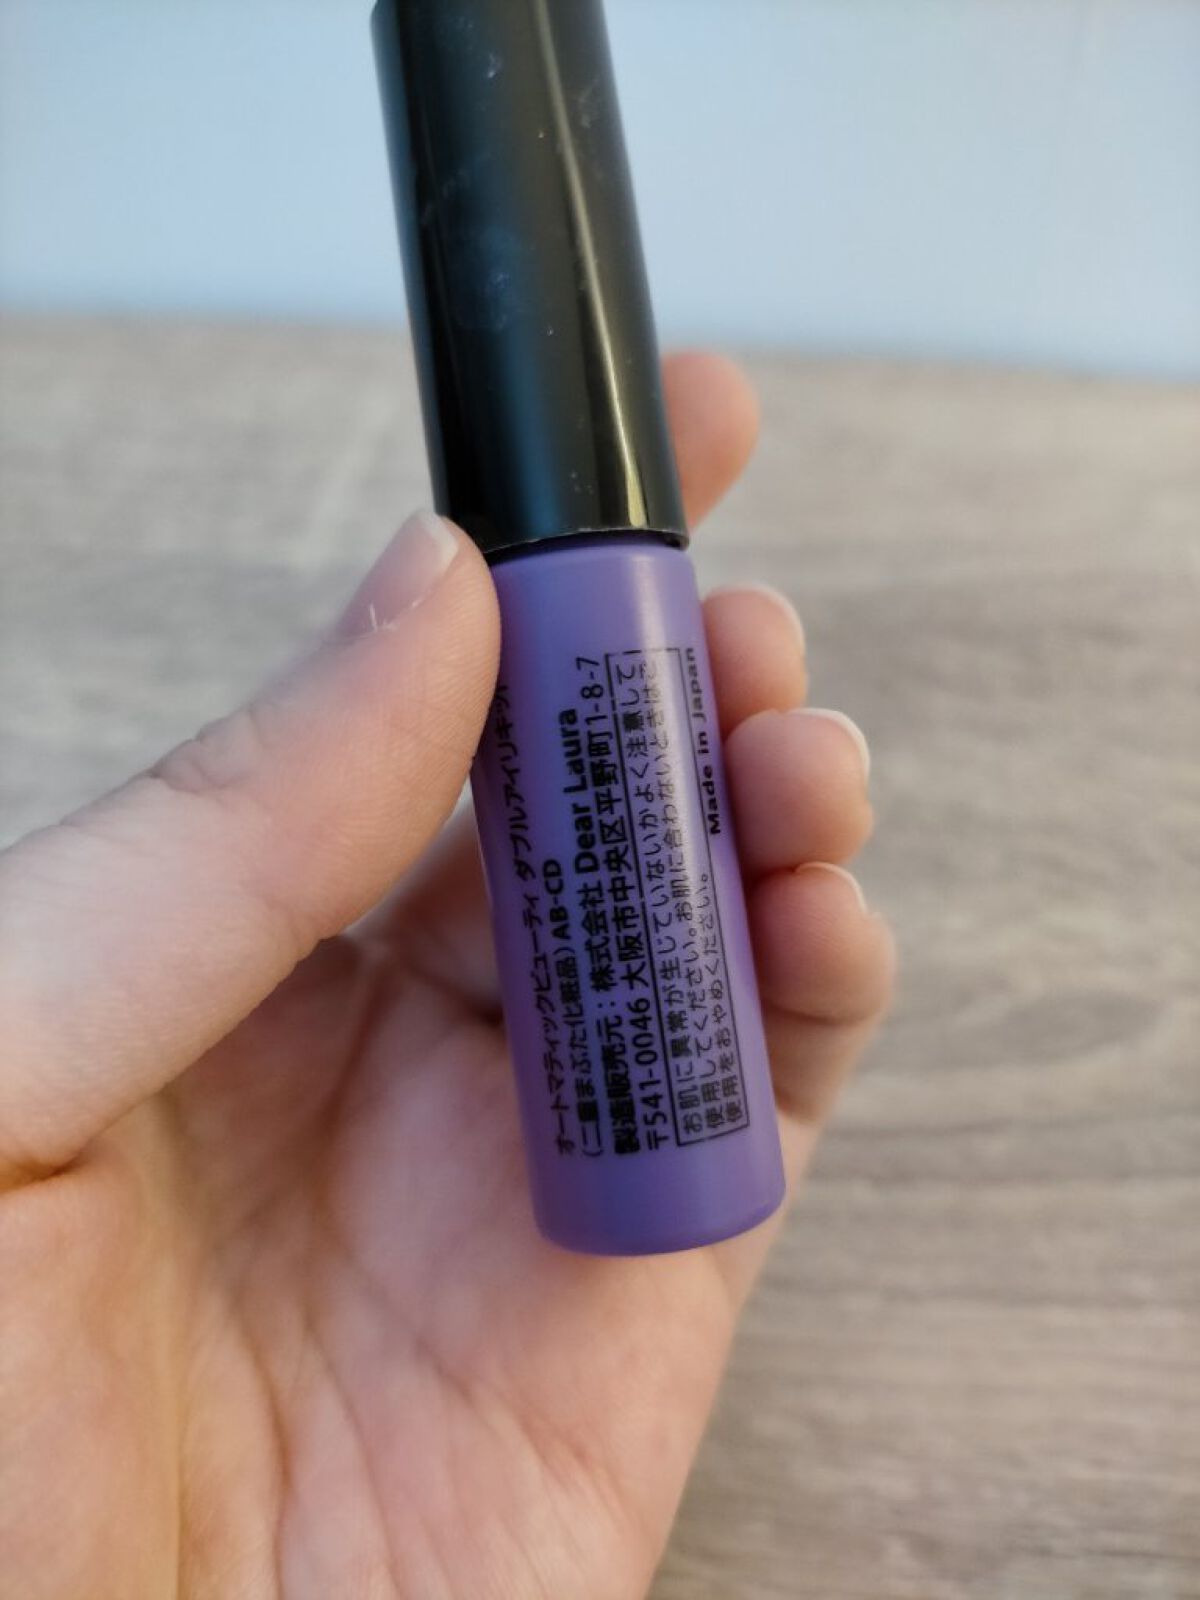 オートマティックビューティ ダブルアイリキッド
(二重まぶた化粧品) AB-CD
製造販売元：株式会社 Dear Laura
〒541-0046 大阪市中央区平野町1-8-7
お肌に異常が生じていないかよく注意して
使用してください。お肌に合わないときはご
使用をおやめください。
Made in Japan